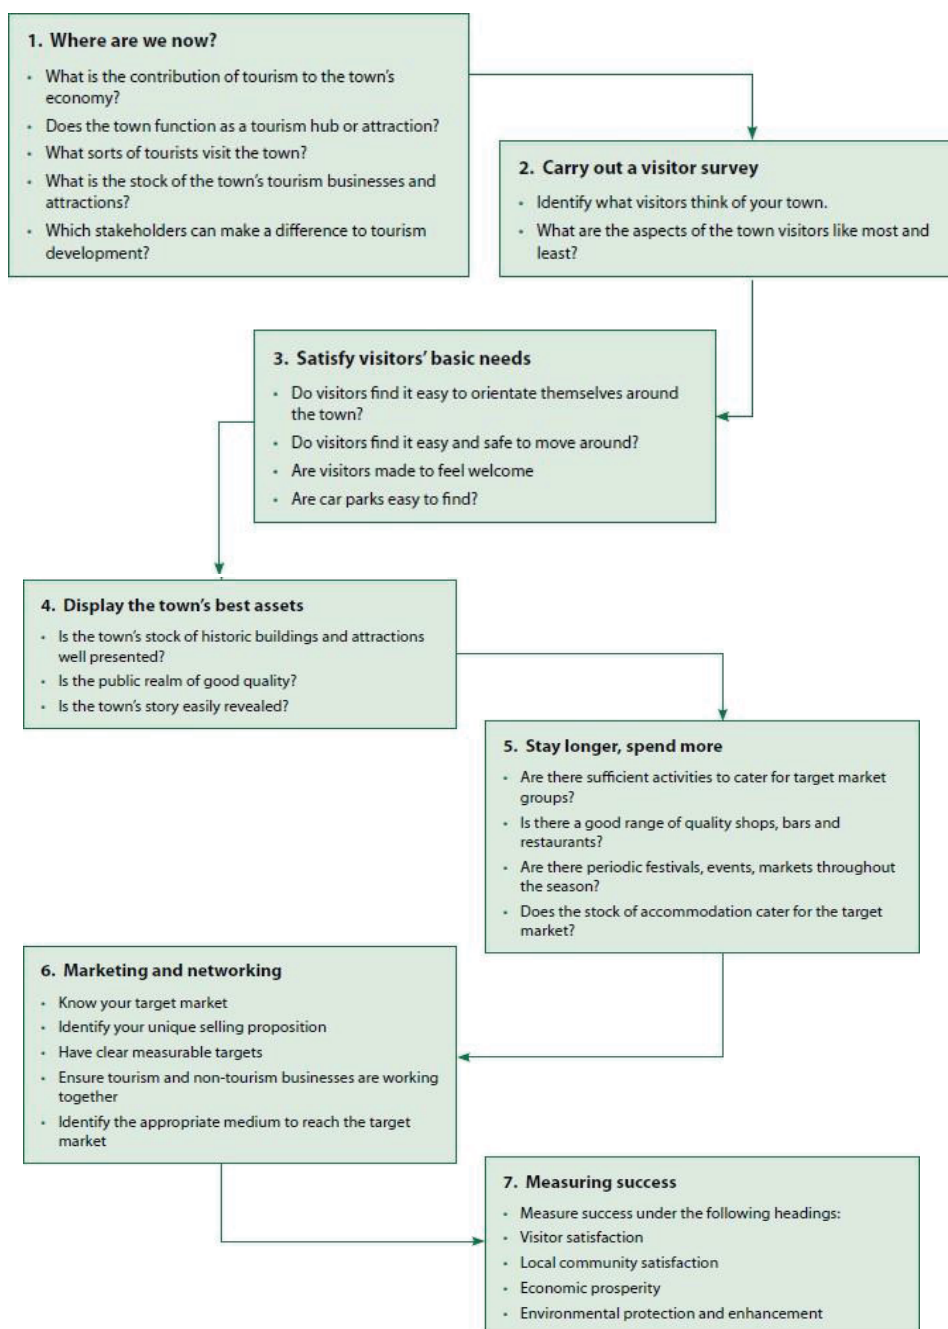 1. Where are we now?
• What is the contribution of tourism to the town's
economy?
• Does the town function as a tourism hub or attraction?
• What sorts of tourists visit the town?
• What is the stock of the town's tourism businesses and
attractions?
• Which stakeholders can make a difference to tourism
development?
2. Carry out a visitor survey
• Identify what visitors think of your town.
• What are the aspects of the town visitors like most and
least?
3. Satisfy visitors' basic needs
• Do visitors find it easy to orientate themselves around
the town?
• Do visitors find it easy and safe to move around?
• Are visitors made to feel welcome
• Are car parks easy to find?
4. Display the town's best assets
• Is the town's stock of historic buildings and attractions
well presented?
• Is the public realm of good quality?
• Is the town's story easily revealed?
5. Stay longer, spend more
• Are there sufficient activities to cater for target market
groups?
• Is there a good range of quality shops, bars and
restaurants?
• Are there periodic festivals, events, markets throughout
the season?
• Does the stock of accommodation cater for the target
market?
6. Marketing and networking
• Know your target market
• Identify your unique selling proposition
• Have clear measurable targets
• Ensure tourism and non-tourism businesses are working
together
• Identify the appropriate medium to reach the target
market
7. Measuring success
• Measure success under the following headings:
• Visitor satisfaction
• Local community satisfaction
• Economic prosperity
• Environmental protection and enhancement